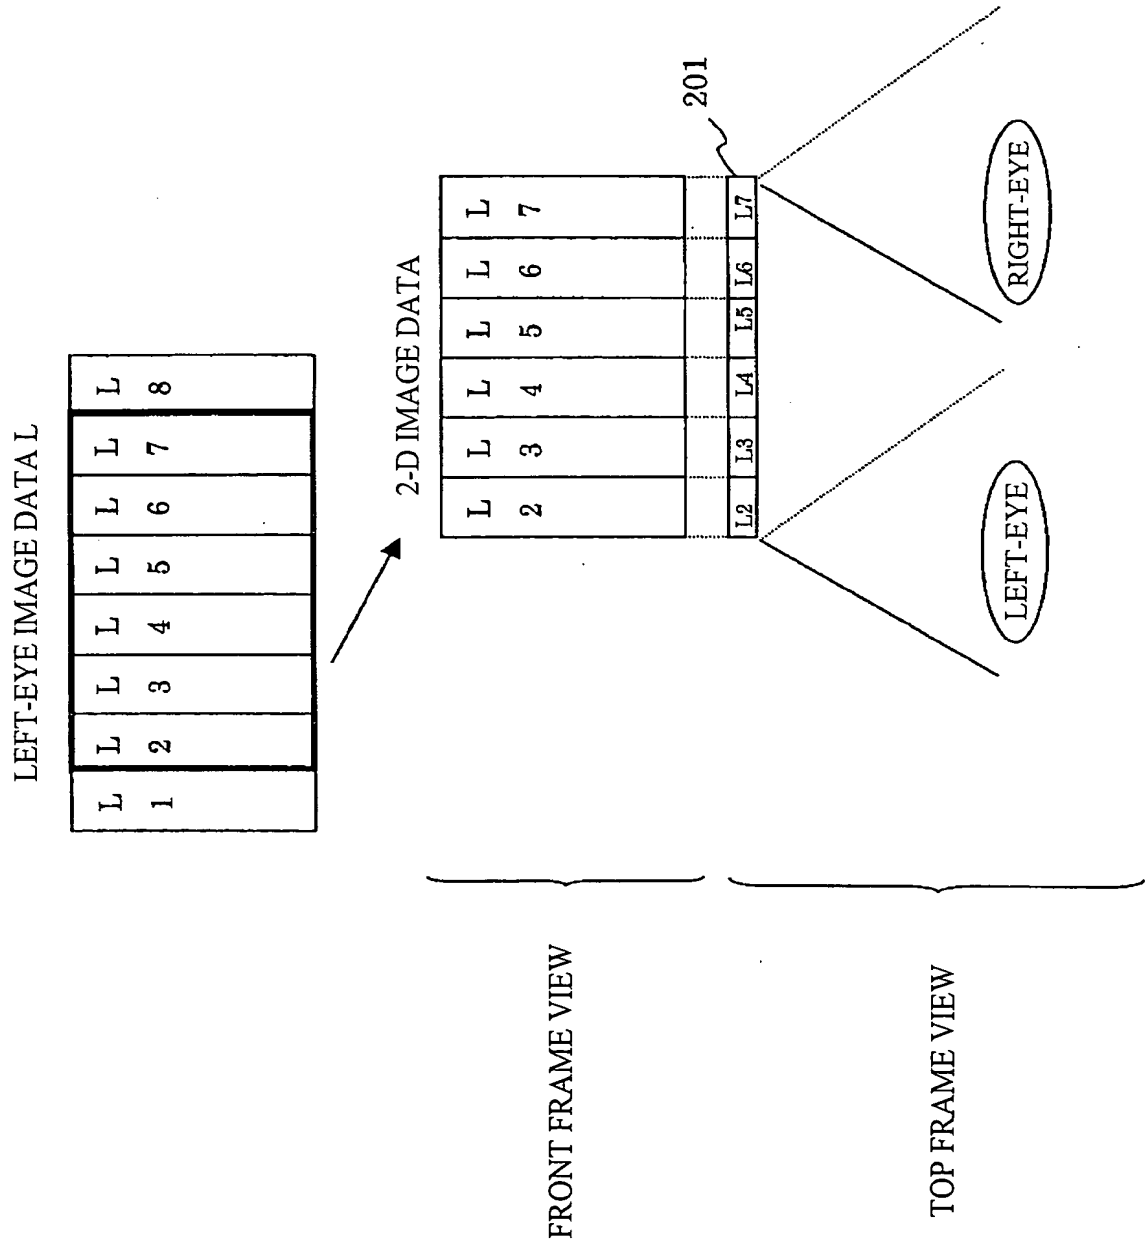 LEFT-EYE IMAGE DATA L
L L L L L L L L
1 2 3 4 5 6 7 8
2-D IMAGE DATA
L L L L L L
2 3 4 5 6 7
201
L2 L3 L4 L5 L6 L7
LEFT-EYE
RIGHT-EYE
FRONT FRAME VIEW
TOP FRAME VIEW